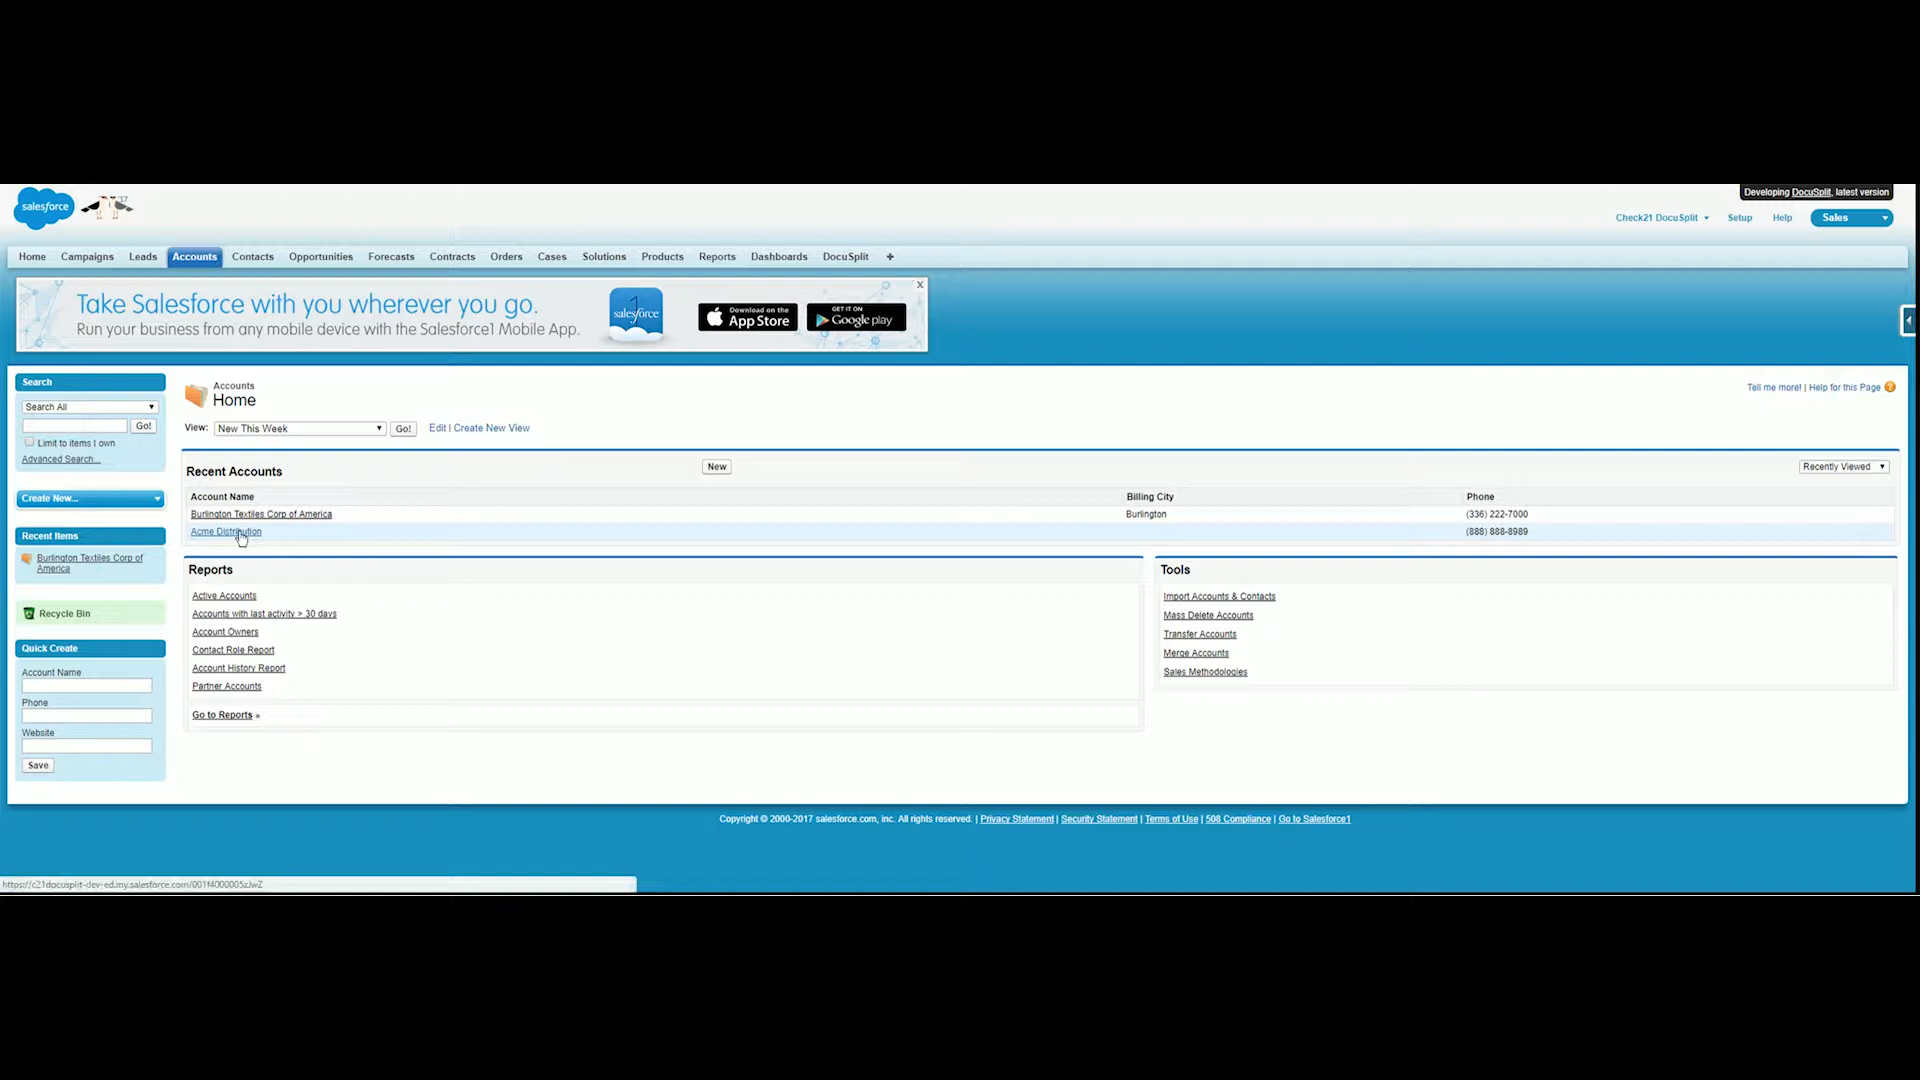 Developing DocuSplit, latest version
salesforce
17
Check21 DocuSplit Setup Help Sales
Home Campaigns Leads Accounts Contacts Opportunities Forecasts Contracts Orders Cases Solutions Products Reports Dashboards DocuSplit +
X
Take Salesforce with you wherever you go.
Run your business from any mobile device with the Salesforce1 Mobile App.
1
salesforce
Download on the
App Store
GET IT ON
Google play
Search
Search All
Go!
Limit to items I own
Advanced Search...
Create New...
Recent Items
Burlington Textiles Corp of
America
Recycle Bin
Quick Create
Account Name
Phone
Website
Save
Accounts
Home
Tell me more! | Help for this Page ?
View: New This Week Go! Edit | Create New View
Recent Accounts New Recently Viewed
Account Name Billing City Phone
Burlington Textiles Corp of America Burlington (336) 222-7000
Acme Distribution (888) 888-8989
Reports
Active Accounts
Accounts with last activity > 30 days
Account Owners
Contact Role Report
Account History Report
Partner Accounts
Go to Reports »
Tools
Import Accounts & Contacts
Mass Delete Accounts
Transfer Accounts
Merge Accounts
Sales Methodologies
Copyright © 2000-2017 salesforce.com, inc. All rights reserved. | Privacy Statement | Security Statement | Terms of Use | 508 Compliance | Go to Salesforce1